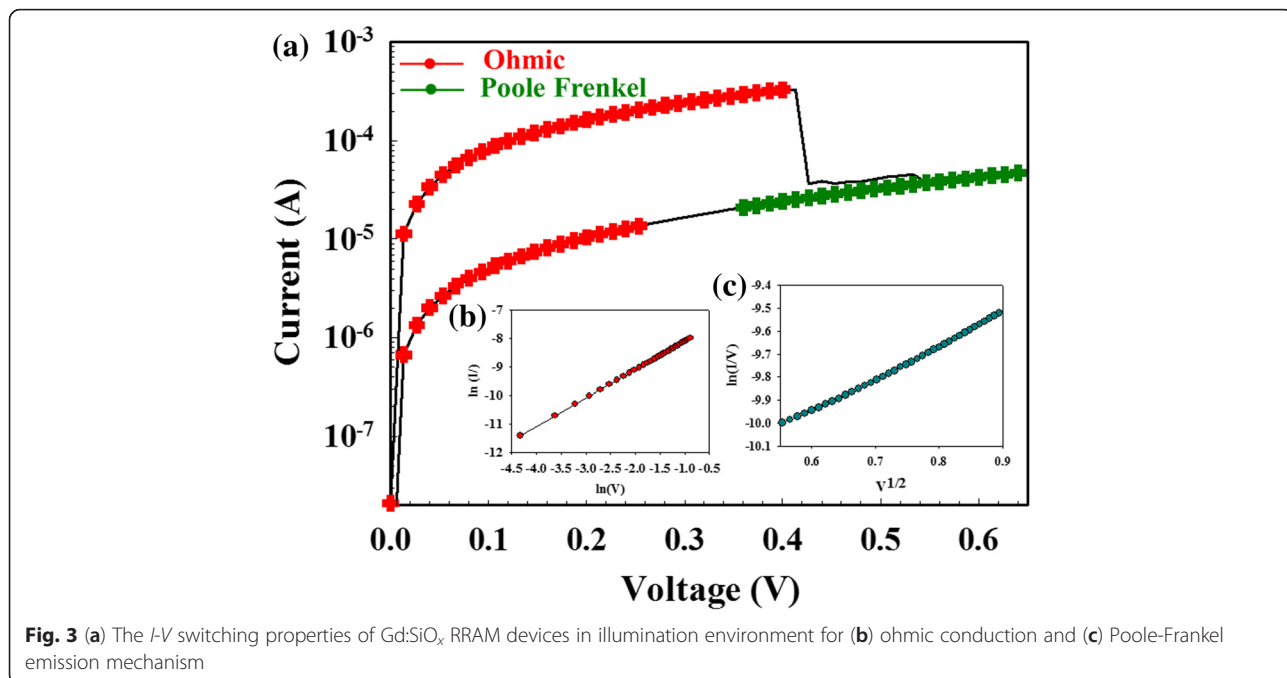 (a)
10⁻³
10⁻⁴
10⁻⁵
10⁻⁶
10⁻⁷
Current (A)
Ohmic
Poole Frenkel
(b)
-7
-8
-9
-10
-11
-12
ln (I/)
-4.5 -4.0 -3.5 -3.0 -2.5 -2.0 -1.5 -1.0 -0.5
ln(V)
(c)
-9.4
-9.5
-9.6
-9.7
-9.8
-9.9
-10.0
-10.1
ln(I/V)
0.6 0.7 0.8 0.9
V^1/2
0.0 0.1 0.2 0.3 0.4 0.5 0.6
Voltage (V)
Fig. 3 (a) The I-V switching properties of Gd:SiOₓ RRAM devices in illumination environment for (b) ohmic conduction and (c) Poole-Frankel
emission mechanism